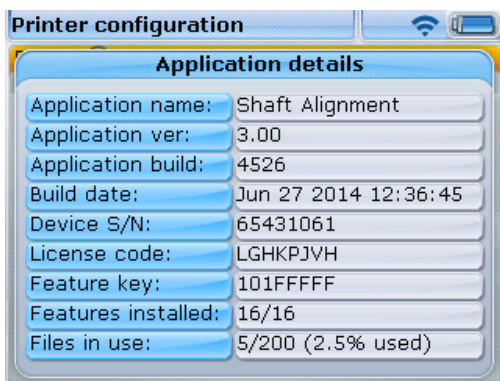 Printer configuration
Application details
Application name: Shaft Alignment
Application ver: 3.00
Application build: 4526
Build date: Jun 27 2014 12:36:45
Device S/N: 65431061
License code: LGHKPJVH
Feature key: 101FFFFF
Features installed: 16/16
Files in use: 5/200 (2.5% used)